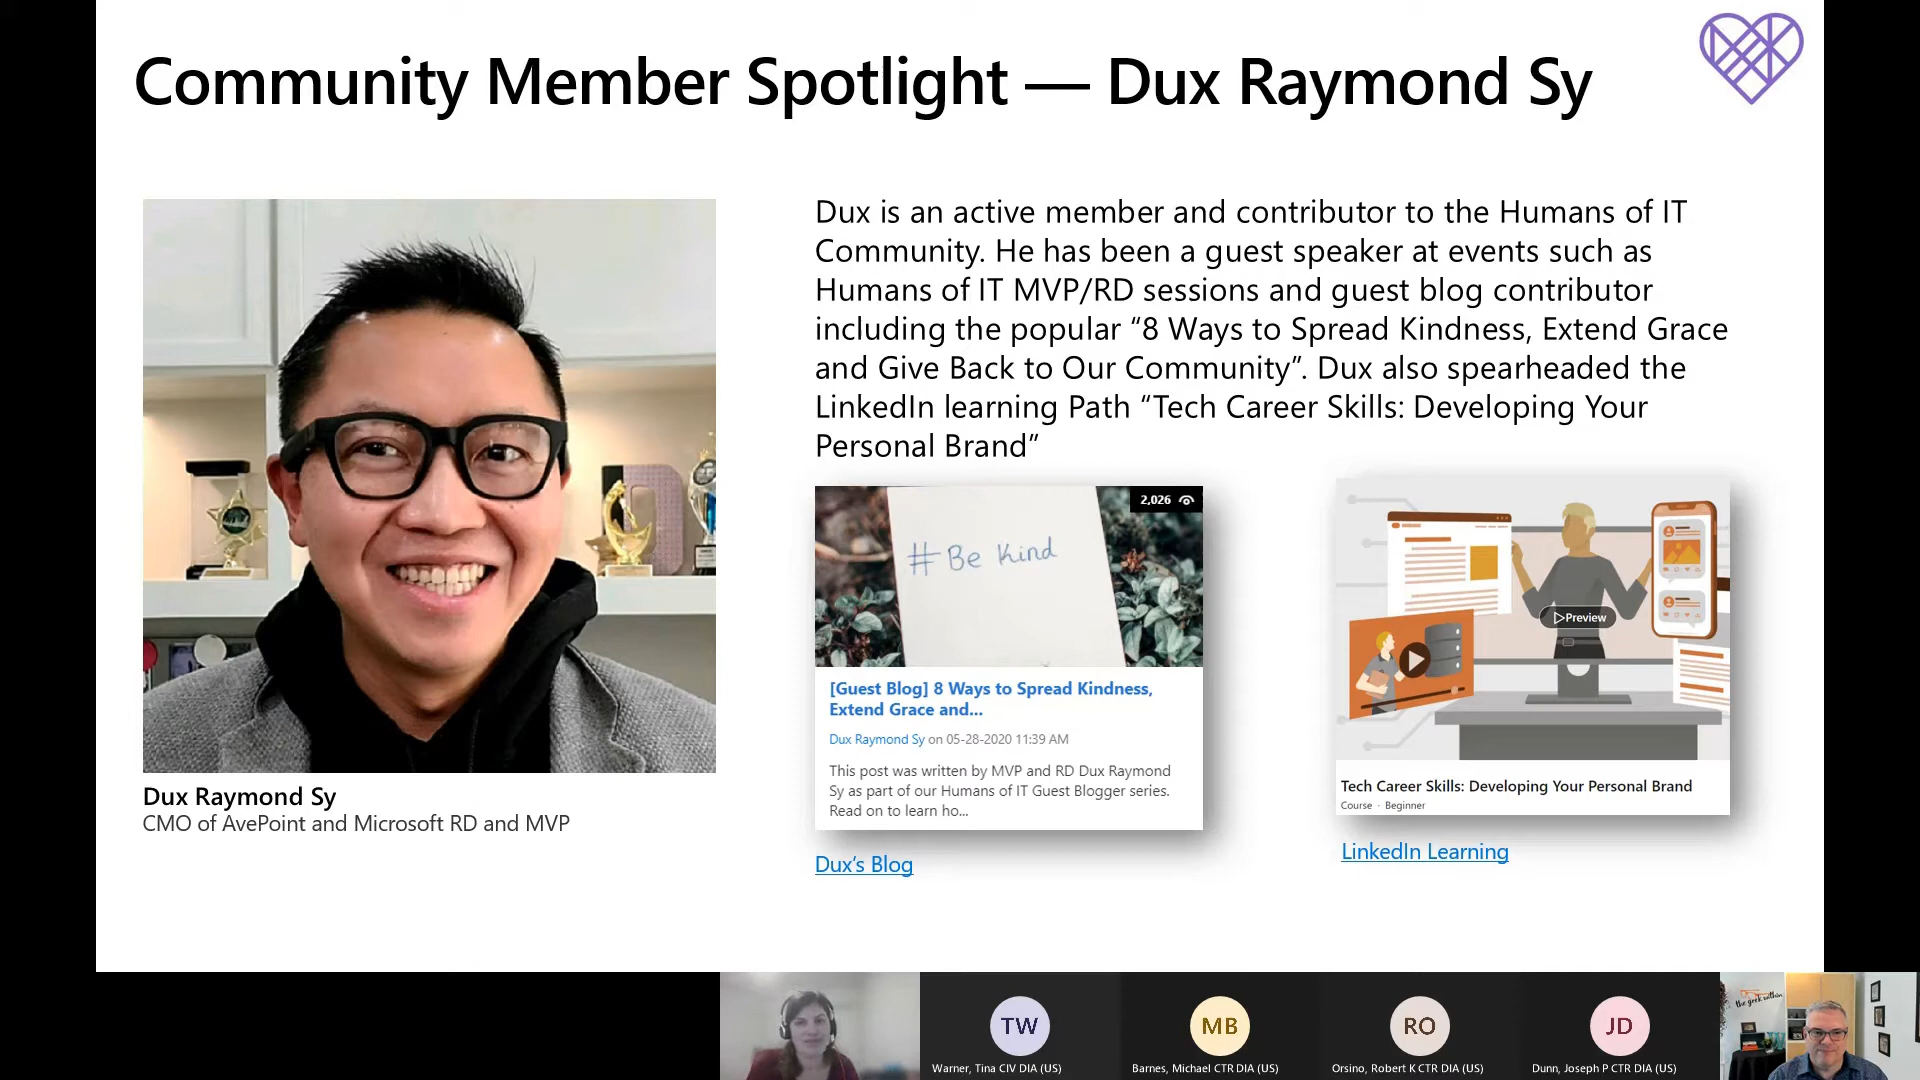 Community Member Spotlight — Dux Raymond Sy
Dux is an active member and contributor to the Humans of IT
Community. He has been a guest speaker at events such as
Humans of IT MVP/RD sessions and guest blog contributor
including the popular “8 Ways to Spread Kindness, Extend Grace
and Give Back to Our Community”. Dux also spearheaded the
LinkedIn learning Path “Tech Career Skills: Developing Your
Personal Brand”
Dux Raymond Sy
CMO of AvePoint and Microsoft RD and MVP
2,026
# Be Kind
[Guest Blog] 8 Ways to Spread Kindness,
Extend Grace and...
Dux Raymond Sy on 05-28-2020 11:39 AM
This post was written by MVP and RD Dux Raymond
Sy as part of our Humans of IT Guest Blogger series.
Read on to learn ho...
Dux’s Blog
Preview
Tech Career Skills: Developing Your Personal Brand
Course · Beginner
LinkedIn Learning
TW
Warner, Tina CIV DIA (US)
MB
Barnes, Michael CTR DIA (US)
RO
Orsino, Robert K CTR DIA (US)
JD
Dunn, Joseph P CTR DIA (US)
the geek within